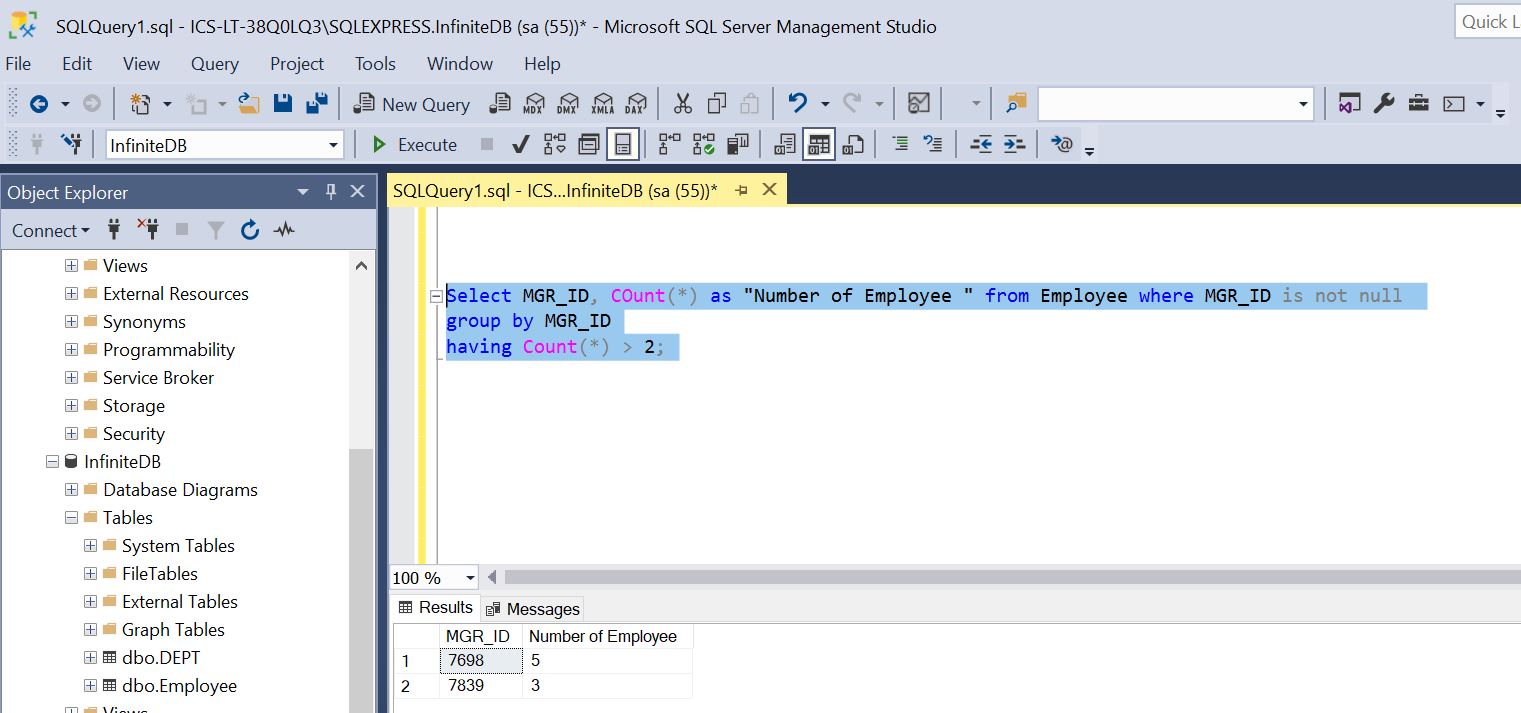 SQLQuery1.sql - ICS-LT-38Q0LQ3\SQLEXPRESS.InfiniteDB (sa (55))* - Microsoft SQL Server Management Studio
Quick L
File Edit View Query Project Tools Window Help
New Query MDX DMX XMLA DAX
InfiniteDB Execute
Object Explorer
SQLQuery1.sql - ICS...InfiniteDB (sa (55))*
Connect
Views
External Resources
Synonyms
Programmability
Service Broker
Storage
Security
InfiniteDB
Database Diagrams
Tables
System Tables
FileTables
External Tables
Graph Tables
dbo.DEPT
dbo.Employee
Views
Select MGR_ID, COunt(*) as "Number of Employee " from Employee where MGR_ID is not null
group by MGR_ID
having Count(*) > 2;
100 %
Results Messages
MGR_ID Number of Employee
1 7698 5
2 7839 3